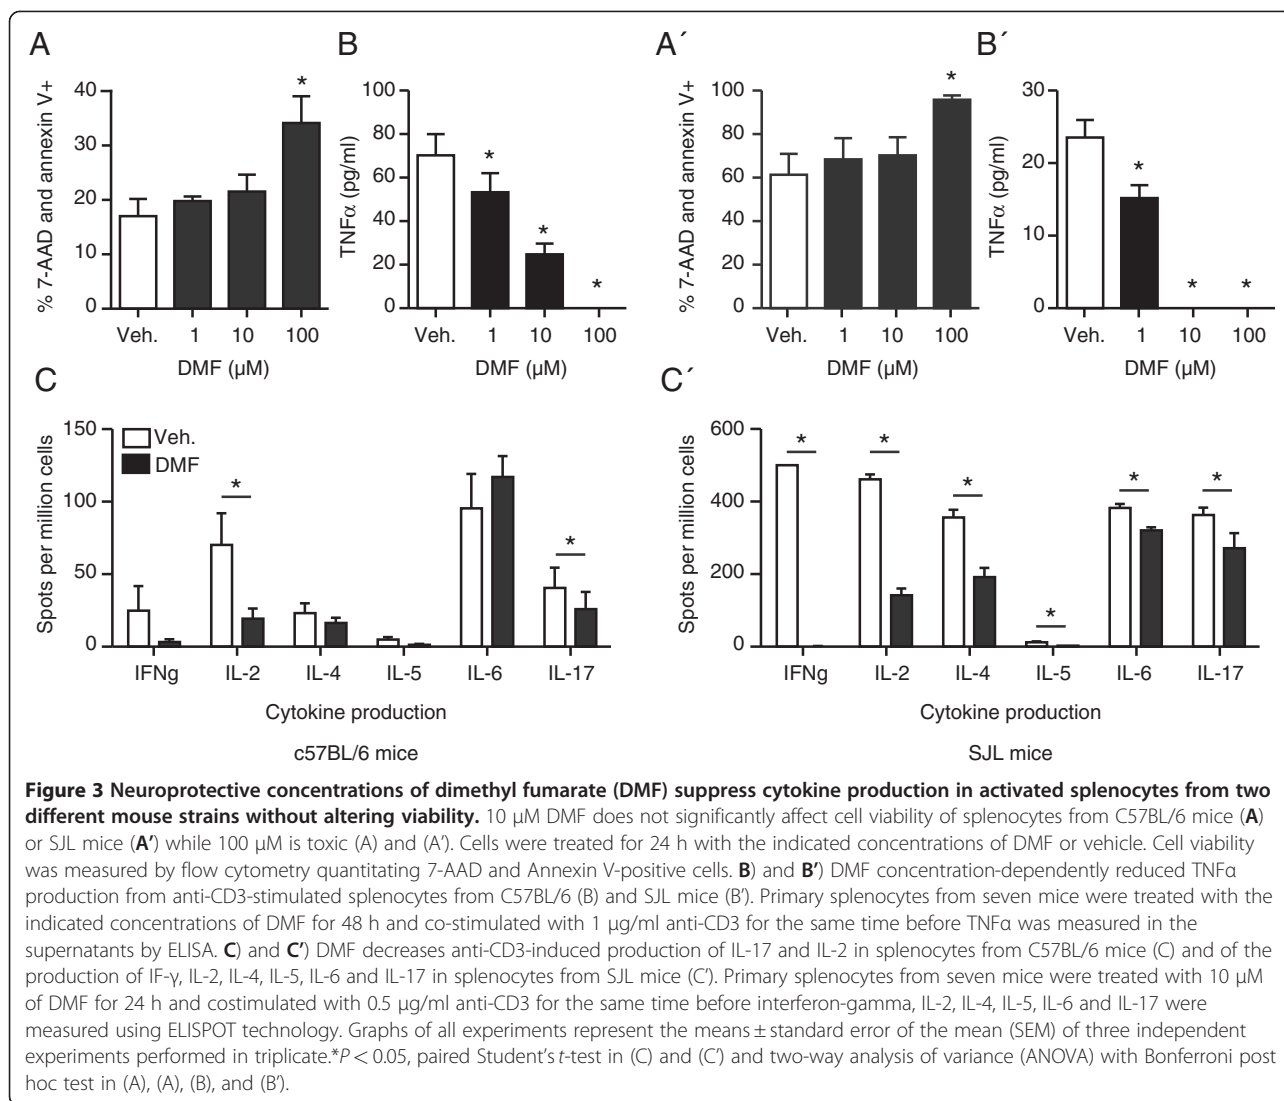 A
B
A´
B´
% 7-AAD and annexin V+
40
30
20
10
0
*
Veh.
1
10
100
DMF (µM)
TNFα (pg/ml)
100
80
60
40
20
0
*
*
*
Veh.
1
10
100
DMF (µM)
% 7-AAD and annexin V+
100
80
60
40
20
0
*
Veh.
1
10
100
DMF (µM)
TNFα (pg/ml)
30
20
10
0
*
*
*
Veh.
1
10
100
DMF (µM)
C
C´
Spots per million cells
150
100
50
0
Veh.
DMF
*
*
IFNg
IL-2
IL-4
IL-5
IL-6
IL-17
Cytokine production
c57BL/6 mice
Spots per million cells
600
400
200
0
*
*
*
*
*
*
IFNg
IL-2
IL-4
IL-5
IL-6
IL-17
Cytokine production
SJL mice
Figure 3 Neuroprotective concentrations of dimethyl fumarate (DMF) suppress cytokine production in activated splenocytes from two
different mouse strains without altering viability. 10 µM DMF does not significantly affect cell viability of splenocytes from C57BL/6 mice (A)
or SJL mice (A’) while 100 µM is toxic (A) and (A’). Cells were treated for 24 h with the indicated concentrations of DMF or vehicle. Cell viability
was measured by flow cytometry quantitating 7-AAD and Annexin V-positive cells. B) and B’) DMF concentration-dependently reduced TNFα
production from anti-CD3-stimulated splenocytes from C57BL/6 (B) and SJL mice (B’). Primary splenocytes from seven mice were treated with the
indicated concentrations of DMF for 48 h and co-stimulated with 1 µg/ml anti-CD3 for the same time before TNFα was measured in the
supernatants by ELISA. C) and C’) DMF decreases anti-CD3-induced production of IL-17 and IL-2 in splenocytes from C57BL/6 mice (C) and of the
production of IF-γ, IL-2, IL-4, IL-5, IL-6 and IL-17 in splenocytes from SJL mice (C’). Primary splenocytes from seven mice were treated with 10 µM
of DMF for 24 h and costimulated with 0.5 µg/ml anti-CD3 for the same time before interferon-gamma, IL-2, IL-4, IL-5, IL-6 and IL-17 were
measured using ELISPOT technology. Graphs of all experiments represent the means ± standard error of the mean (SEM) of three independent
experiments performed in triplicate.*P < 0.05, paired Student’s t-test in (C) and (C’) and two-way analysis of variance (ANOVA) with Bonferroni post
hoc test in (A), (A), (B), and (B’).